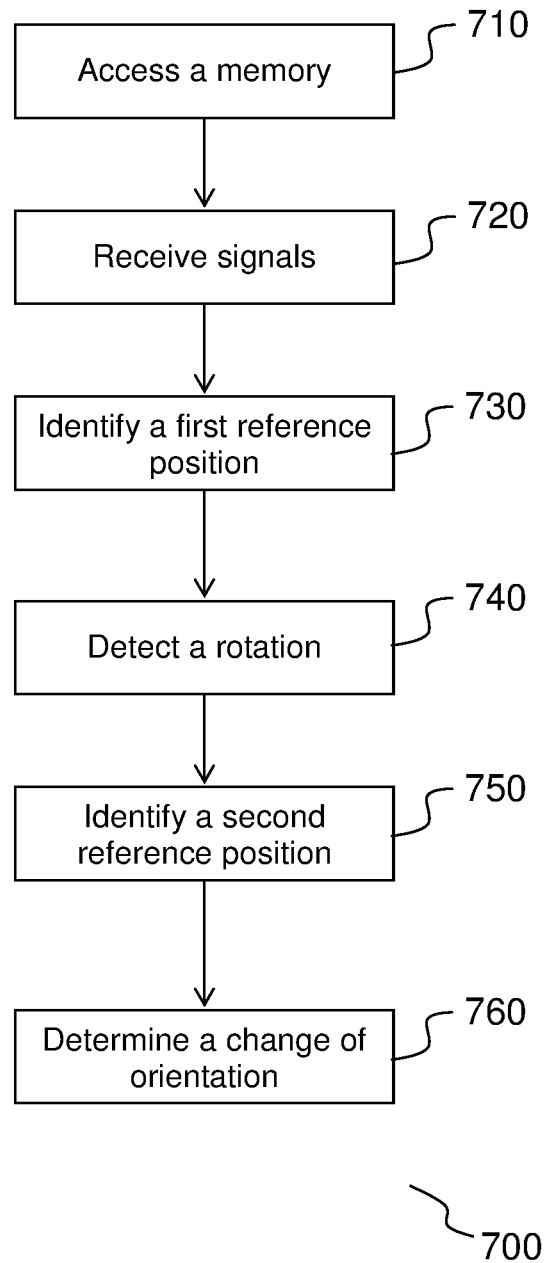 710
Access a memory
720
Receive signals
730
Identify a first reference
position
740
Detect a rotation
750
Identify a second
reference position
760
Determine a change of
orientation
700